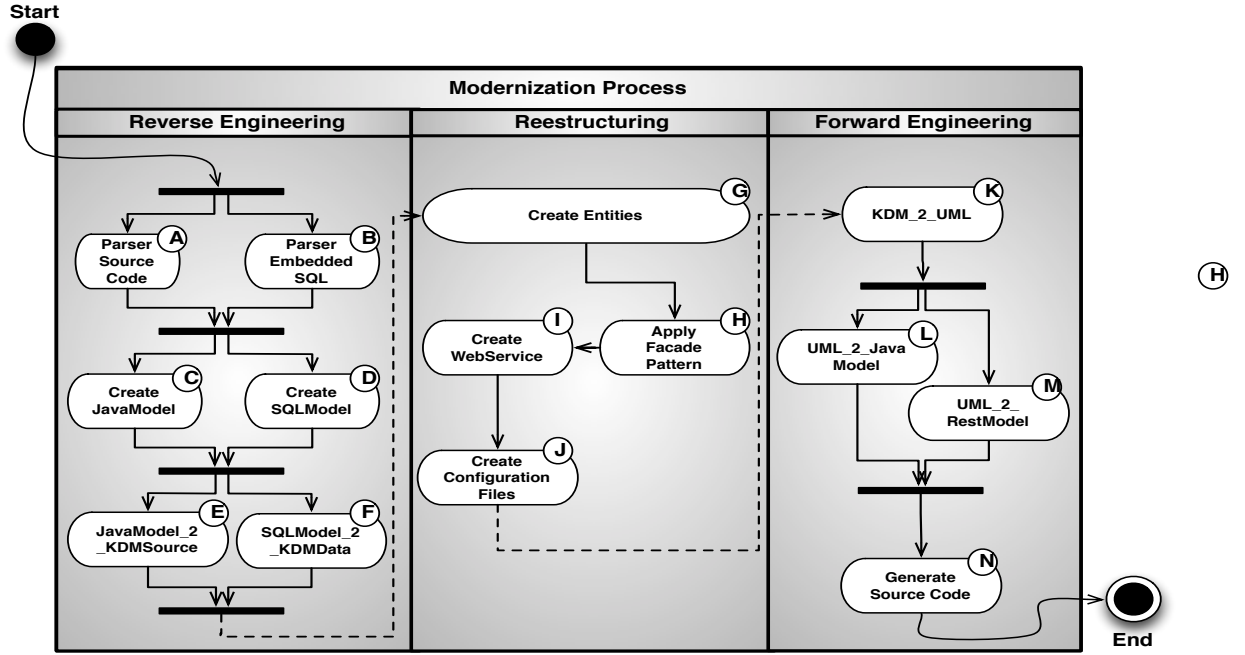 Start
Modernization Process
Reverse Engineering
Reestructuring
Forward Engineering
A
Parser
Source
Code
B
Parser
Embedded
SQL
C
Create
JavaModel
D
Create
SQLModel
E
JavaModel_2
_KDMSource
F
SQLModel_2
_KDMData
G
Create Entities
H
Apply
Facade
Pattern
I
Create
WebService
J
Create
Configuration
Files
K
KDM_2_UML
L
UML_2_Java
Model
M
UML_2_
RestModel
N
Generate
Source Code
H
End